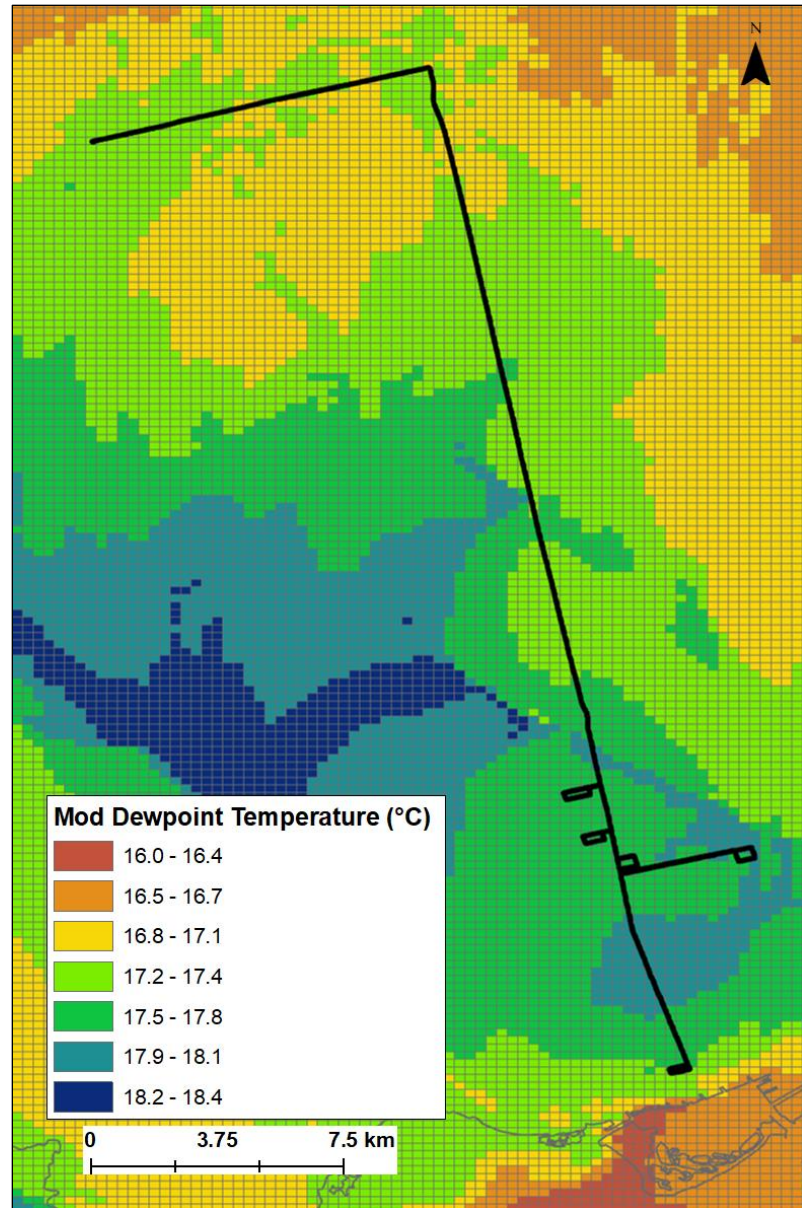 N
Mod Dewpoint Temperature (°C)
16.0 - 16.4
16.5 - 16.7
16.8 - 17.1
17.2 - 17.4
17.5 - 17.8
17.9 - 18.1
18.2 - 18.4
0 3.75 7.5 km